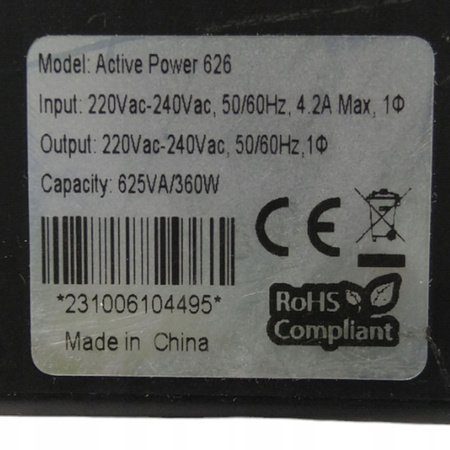 Model: Active Power 626
Input: 220Vac-240Vac, 50/60Hz, 4.2A Max, 1Φ
Output: 220Vac-240Vac, 50/60Hz,1Φ
Capacity: 625VA/360W
CE
*231006104495*
RoHS
Compliant
Made in China